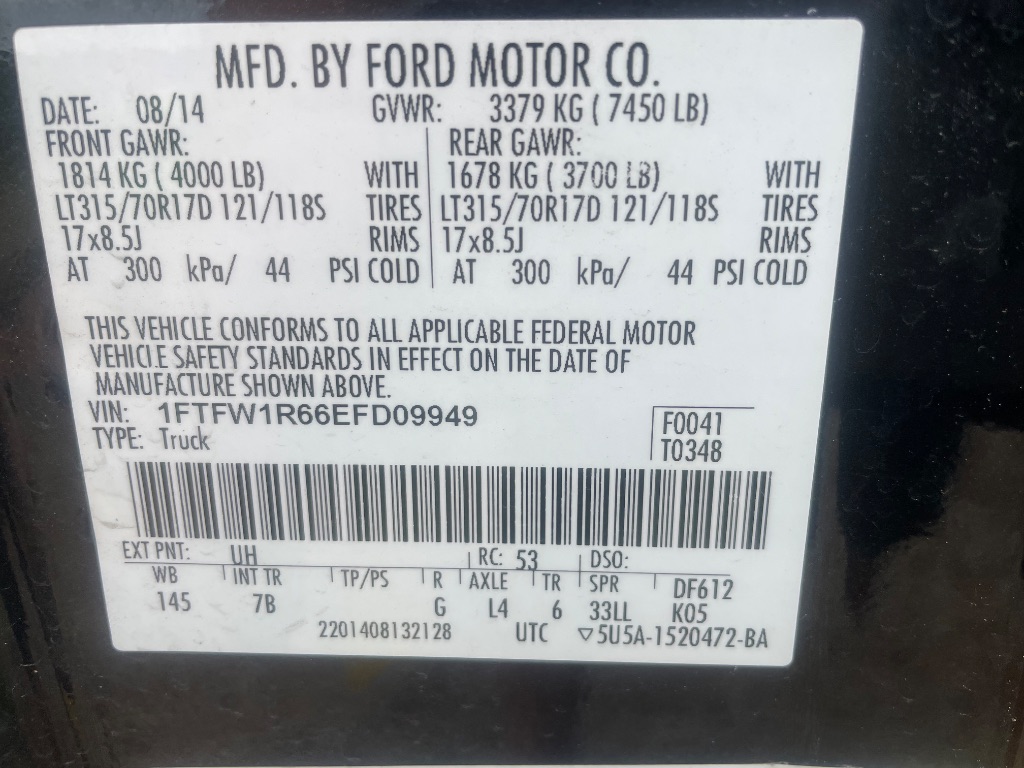 MFD. BY FORD MOTOR CO.
DATE: 08/14 GVWR: 3379 KG ( 7450 LB)
FRONT GAWR: REAR GAWR:
1814 KG ( 4000 LB) WITH 1678 KG ( 3700 LB) WITH
LT315/70R17D 121/118S TIRES LT315/70R17D 121/118S TIRES
17x8.5J RIMS 17x8.5J RIMS
AT 300 kPa/ 44 PSI COLD AT 300 kPa/ 44 PSI COLD
THIS VEHICLE CONFORMS TO ALL APPLICABLE FEDERAL MOTOR
VEHICLE SAFETY STANDARDS IN EFFECT ON THE DATE OF
MANUFACTURE SHOWN ABOVE.
VIN: 1FTFW1R66EFD09949 F0041
TYPE: Truck T0348
EXT PNT: UH RC: 53 DSO:
WB INT TR TP/PS R AXLE TR SPR DF612
145 7B G L4 6 33LL K05
2201408132128 UTC ▽5U5A-1520472-BA